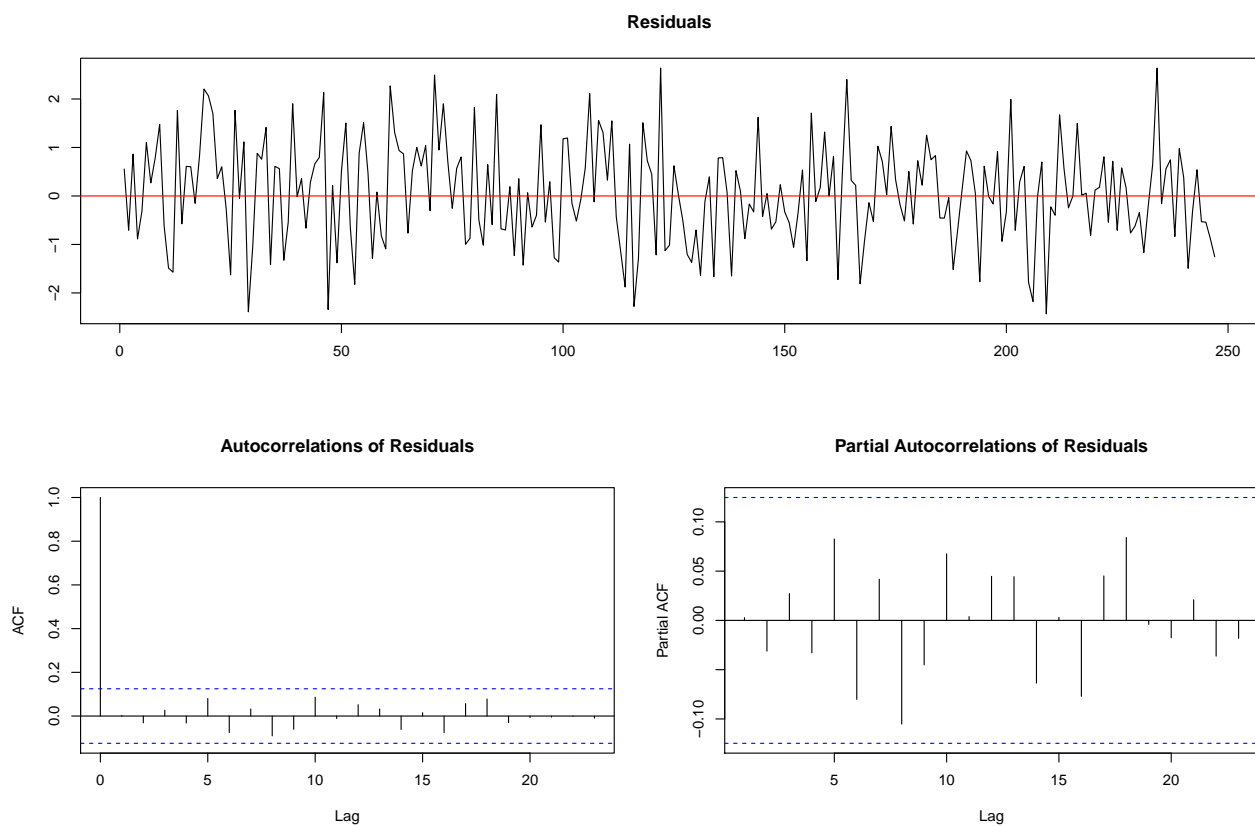 Residuals
2
1
0
−1
−2
0 50 100 150 200 250
Autocorrelations of Residuals
ACF
1.0
0.8
0.6
0.4
0.2
0.0
0 5 10 15 20
Lag
Partial Autocorrelations of Residuals
Partial ACF
0.10
0.05
0.00
−0.10
5 10 15 20
Lag